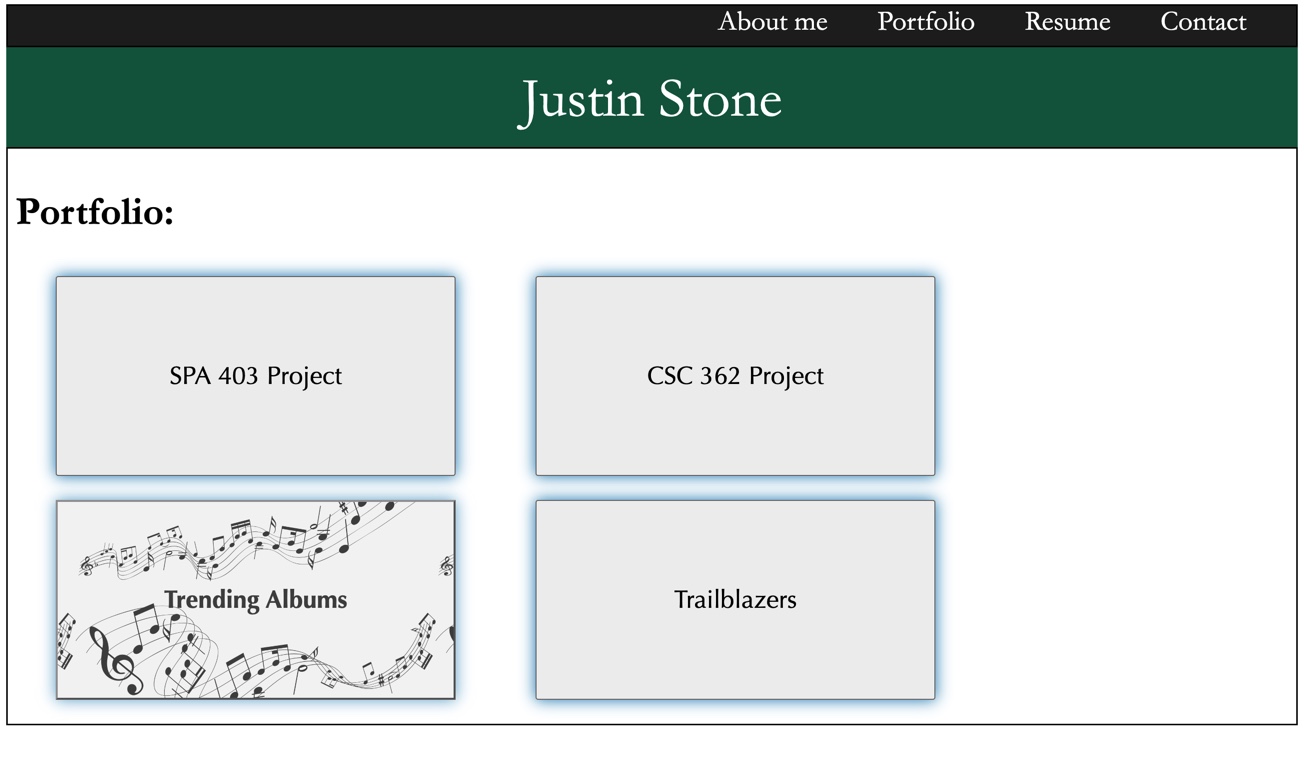 About me Portfolio Resume Contact
Justin Stone
Portfolio:
SPA 403 Project CSC 362 Project
Trending Albums Trailblazers